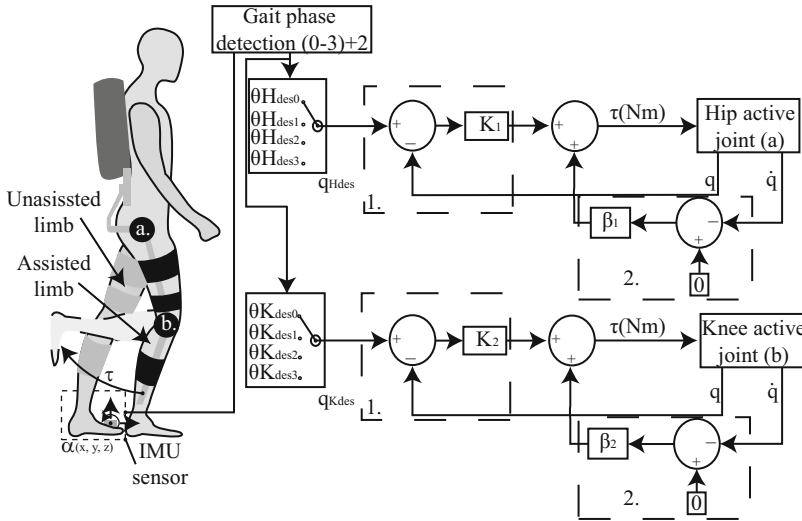 Gait phase
detection (0-3)+2
θHdes0
θHdes1
θHdes2
θHdes3
qHdes
1.
+
−
K1
+
+
τ(Nm)
Hip active
joint (a)
q
q̇
β1
−
+
2.
0
Unasissted
limb
a.
Assisted
limb
b.
τ
α(x, y, z)
IMU
sensor
θKdes0
θKdes1
θKdes2
θKdes3
qKdes
1.
+
−
K2
+
+
τ(Nm)
Knee active
joint (b)
q
q̇
β2
−
+
2.
0